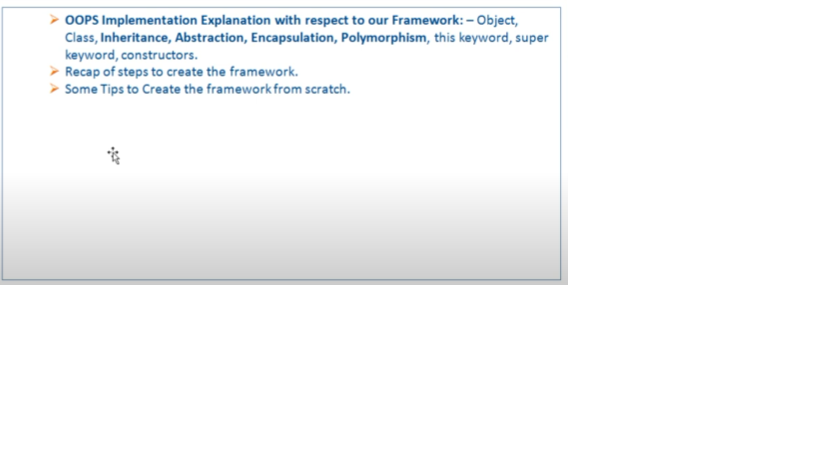 ➢ OOPS Implementation Explanation with respect to our Framework: – Object,
Class, Inheritance, Abstraction, Encapsulation, Polymorphism, this keyword, super
keyword, constructors.
➢ Recap of steps to create the framework.
➢ Some Tips to Create the framework from scratch.